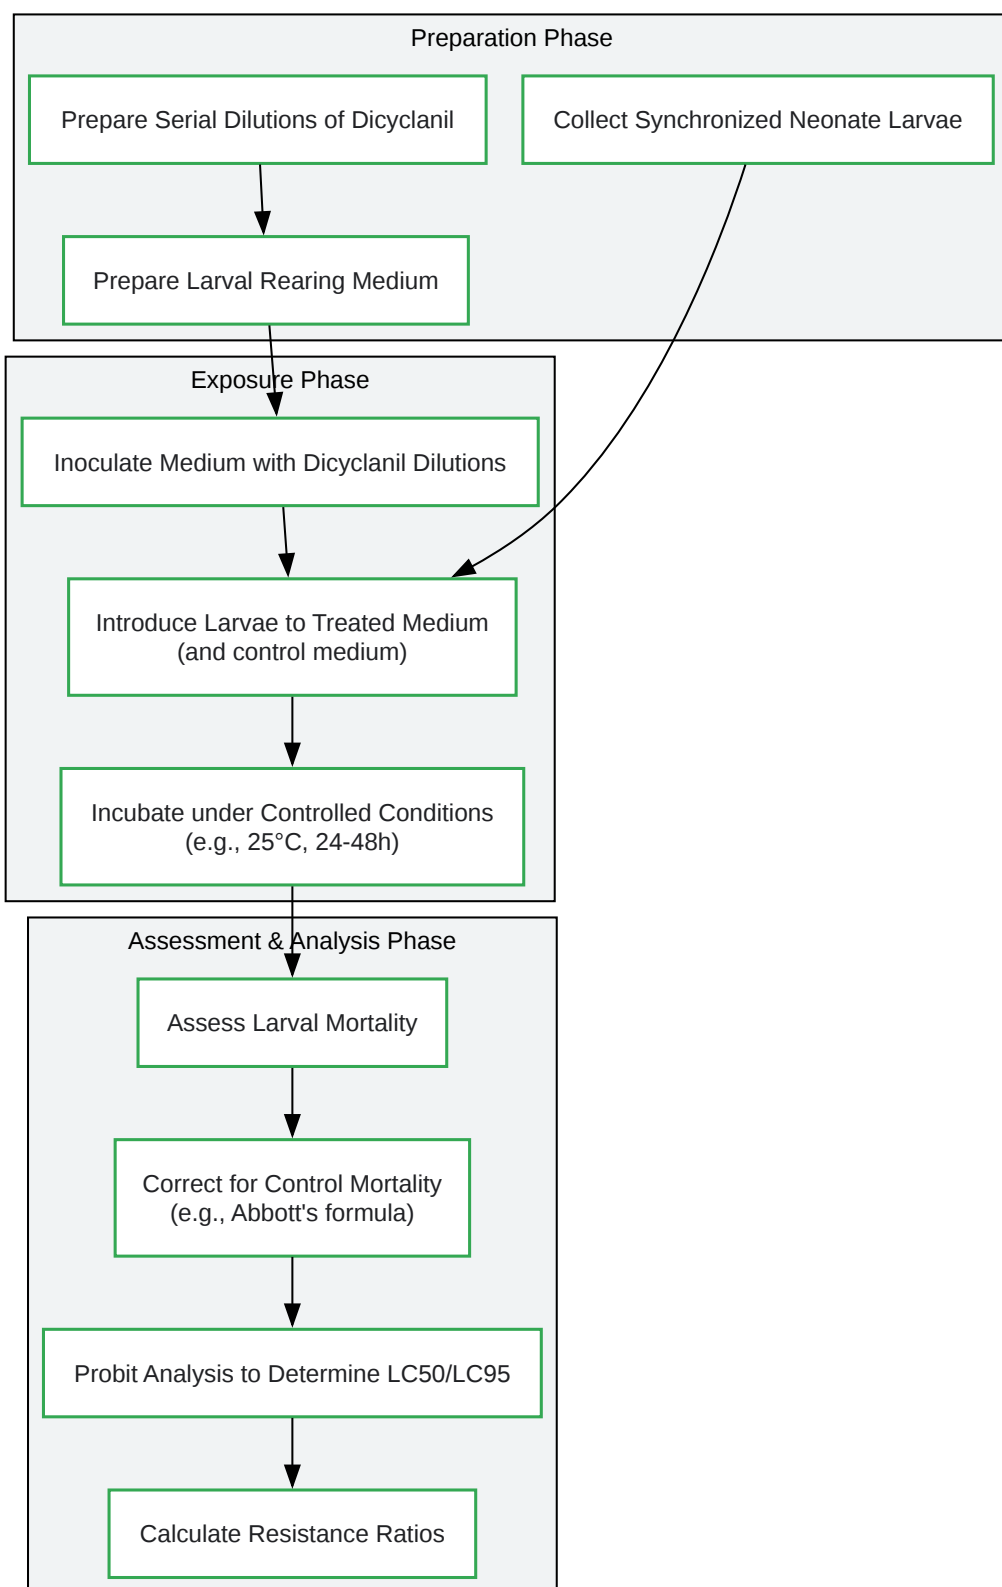 Preparation Phase
Prepare Serial Dilutions of Dicyclanil
Collect Synchronized Neonate Larvae
Prepare Larval Rearing Medium
Exposure Phase
Inoculate Medium with Dicyclanil Dilutions
Introduce Larvae to Treated Medium
(and control medium)
Incubate under Controlled Conditions
(e.g., 25°C, 24-48h)
Assessment & Analysis Phase
Assess Larval Mortality
Correct for Control Mortality
(e.g., Abbott's formula)
Probit Analysis to Determine LC50/LC95
Calculate Resistance Ratios